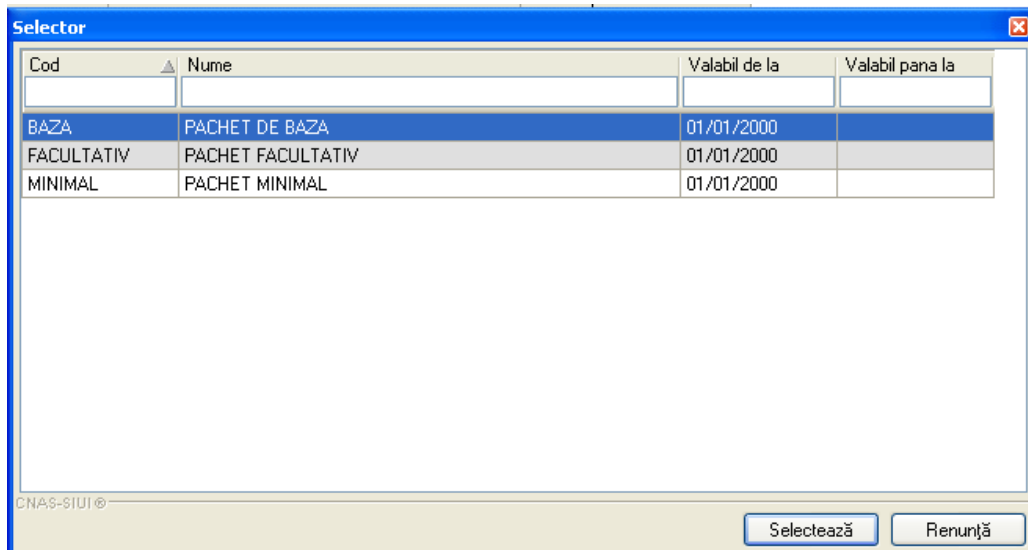 Selector
Cod Nume Valabil de la Valabil pana la
BAZA PACHET DE BAZA 01/01/2000
FACULTATIV PACHET FACULTATIV 01/01/2000
MINIMAL PACHET MINIMAL 01/01/2000
CNAS-SIUI®
Selectează Renunţă